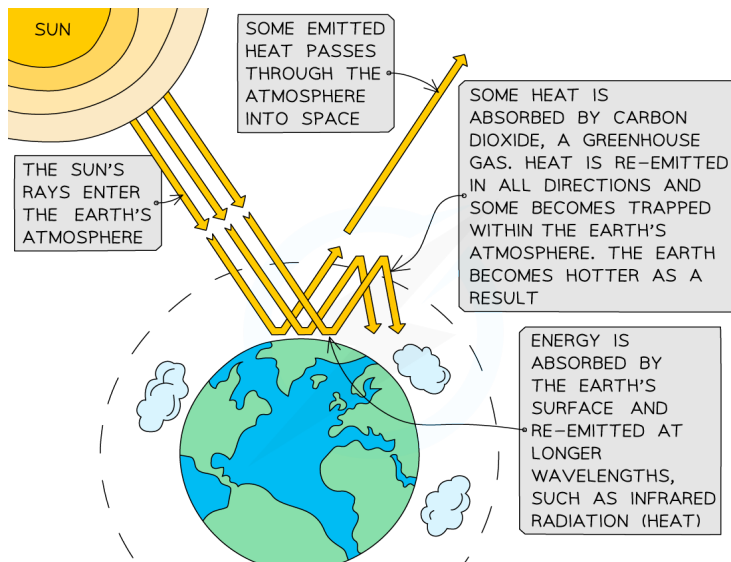 SUN
SOME EMITTED
HEAT PASSES
THROUGH THE
ATMOSPHERE
INTO SPACE
SOME HEAT IS
ABSORBED BY CARBON
DIOXIDE, A GREENHOUSE
GAS. HEAT IS RE-EMITTED
IN ALL DIRECTIONS AND
SOME BECOMES TRAPPED
WITHIN THE EARTH'S
ATMOSPHERE. THE EARTH
BECOMES HOTTER AS A
RESULT
THE SUN'S
RAYS ENTER
THE EARTH'S
ATMOSPHERE
ENERGY IS
ABSORBED BY
THE EARTH'S
SURFACE AND
RE-EMITTED AT
LONGER
WAVELENGTHS,
SUCH AS INFRARED
RADIATION (HEAT)